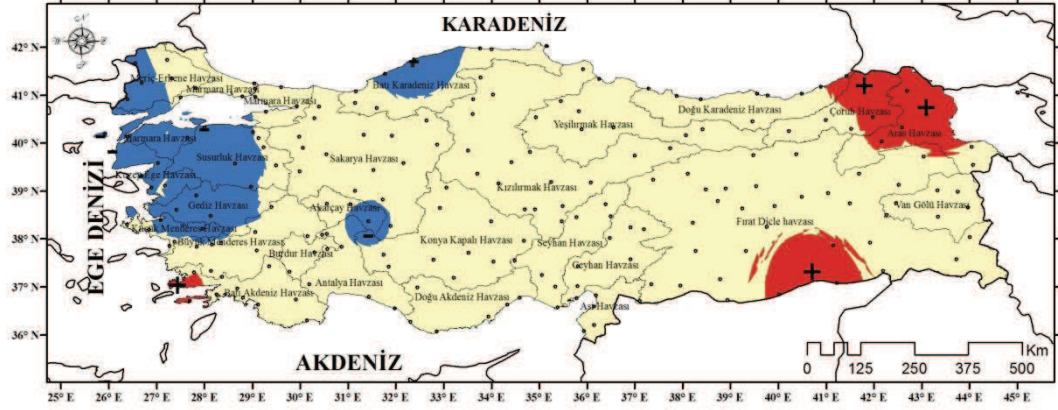 KARADENİZ
42° N
41° N
40° N
39° N
38° N
37° N
36° N
EGE DENİZİ
Meriç-Erkene Havzası
Marmara Havzası
Marmara Havzası
Batı Karadeniz Havzası
Doğu Karadeniz Havzası
Çoruh Havzası
Yeşilırmak Havzası
Aras Havzası
Marmara Havzası
Susurluk Havzası
Sakarya Havzası
Kuzey Ege Havzası
Kızılırmak Havzası
Gediz Havzası
Akarçay Havzası
Van Gölü Havzası
Fırat Dicle havzası
Küçük Menderes Havzası
Büyük Menderes Havzası
Konya Kapalı Havzası
Seyhan Havzası
Burdur Havzası
Ceyhan Havzası
Antalya Havzası
Batı Akdeniz Havzası
Doğu Akdeniz Havzası
Asi Havzası
AKDENİZ
Km
0 125 250 375 500
25° E 26° E 27° E 28° E 29° E 30° E 31° E 32° E 33° E 34° E 35° E 36° E 37° E 38° E 39° E 40° E 41° E 42° E 43° E 44° E 45° E